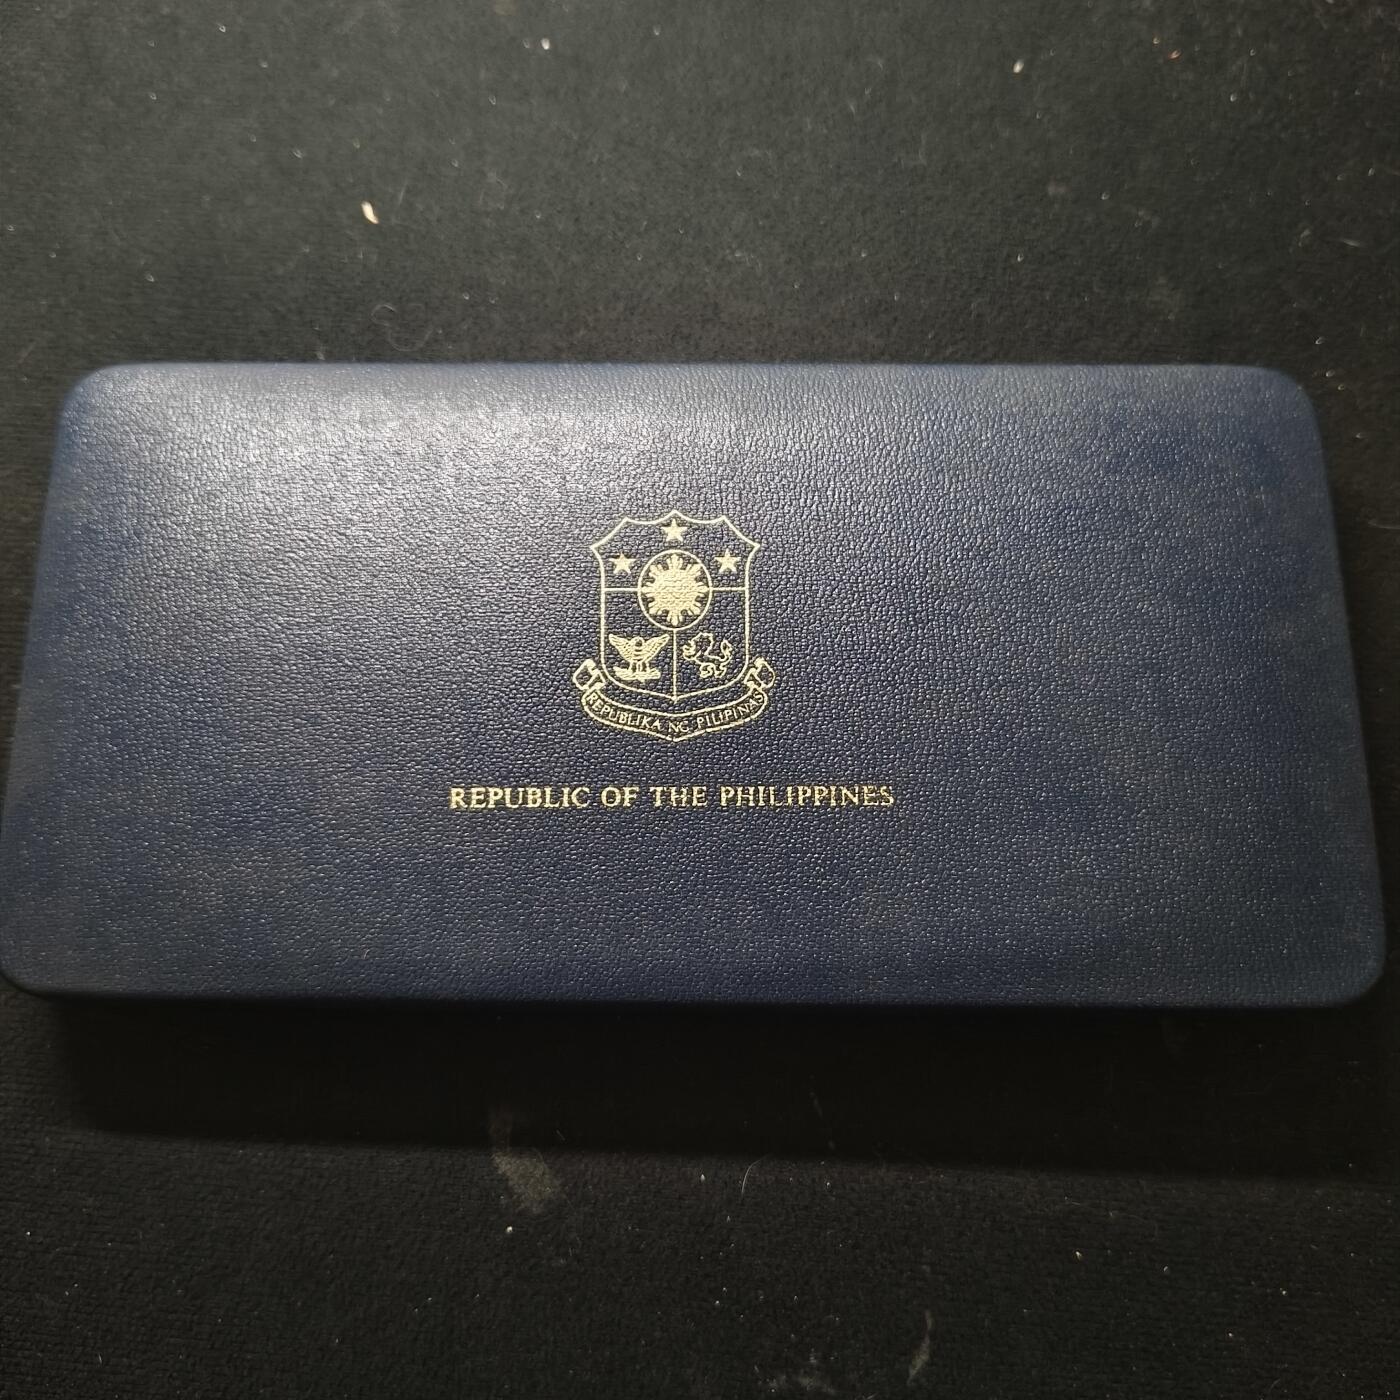 REPUBLIKA NG PILIPINAS
REPUBLIC OF THE PHILIPPINES